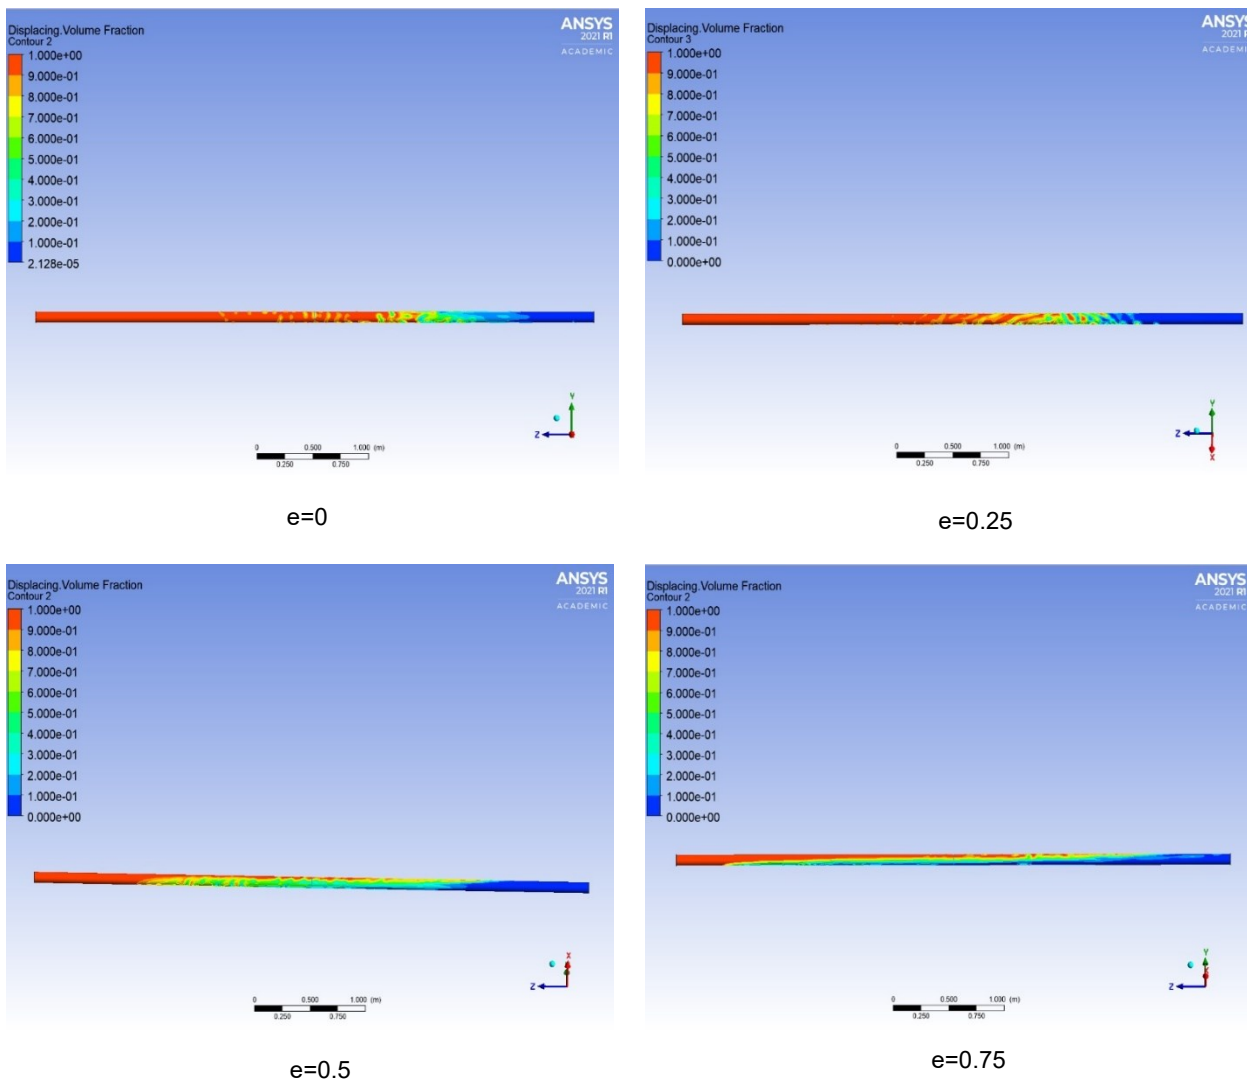 Displacing.Volume Fraction
Contour 2
1.000e+00
9.000e-01
8.000e-01
7.000e-01
6.000e-01
5.000e-01
4.000e-01
3.000e-01
2.000e-01
1.000e-01
2.128e-05
ANSYS
2021 R1
ACADEMIC
Y
Z
0 0.500 1.000 (m)
0.250 0.750
e=0
Displacing.Volume Fraction
Contour 3
1.000e+00
9.000e-01
8.000e-01
7.000e-01
6.000e-01
5.000e-01
4.000e-01
3.000e-01
2.000e-01
1.000e-01
0.000e+00
ANSYS
2021 R
ACADEMIC
Y
Z
X
0 0.500 1.000 (m)
0.250 0.750
e=0.25
Displacing.Volume Fraction
Contour 2
1.000e+00
9.000e-01
8.000e-01
7.000e-01
6.000e-01
5.000e-01
4.000e-01
3.000e-01
2.000e-01
1.000e-01
0.000e+00
ANSYS
2021 R1
ACADEMIC
X
Z
0 0.500 1.000 (m)
0.250 0.750
e=0.5
Displacing.Volume Fraction
Contour 2
1.000e+00
9.000e-01
8.000e-01
7.000e-01
6.000e-01
5.000e-01
4.000e-01
3.000e-01
2.000e-01
1.000e-01
0.000e+00
ANSYS
2021 R1
ACADEMIC
Y
Z
0 0.500 1.000 (m)
0.250 0.750
e=0.75